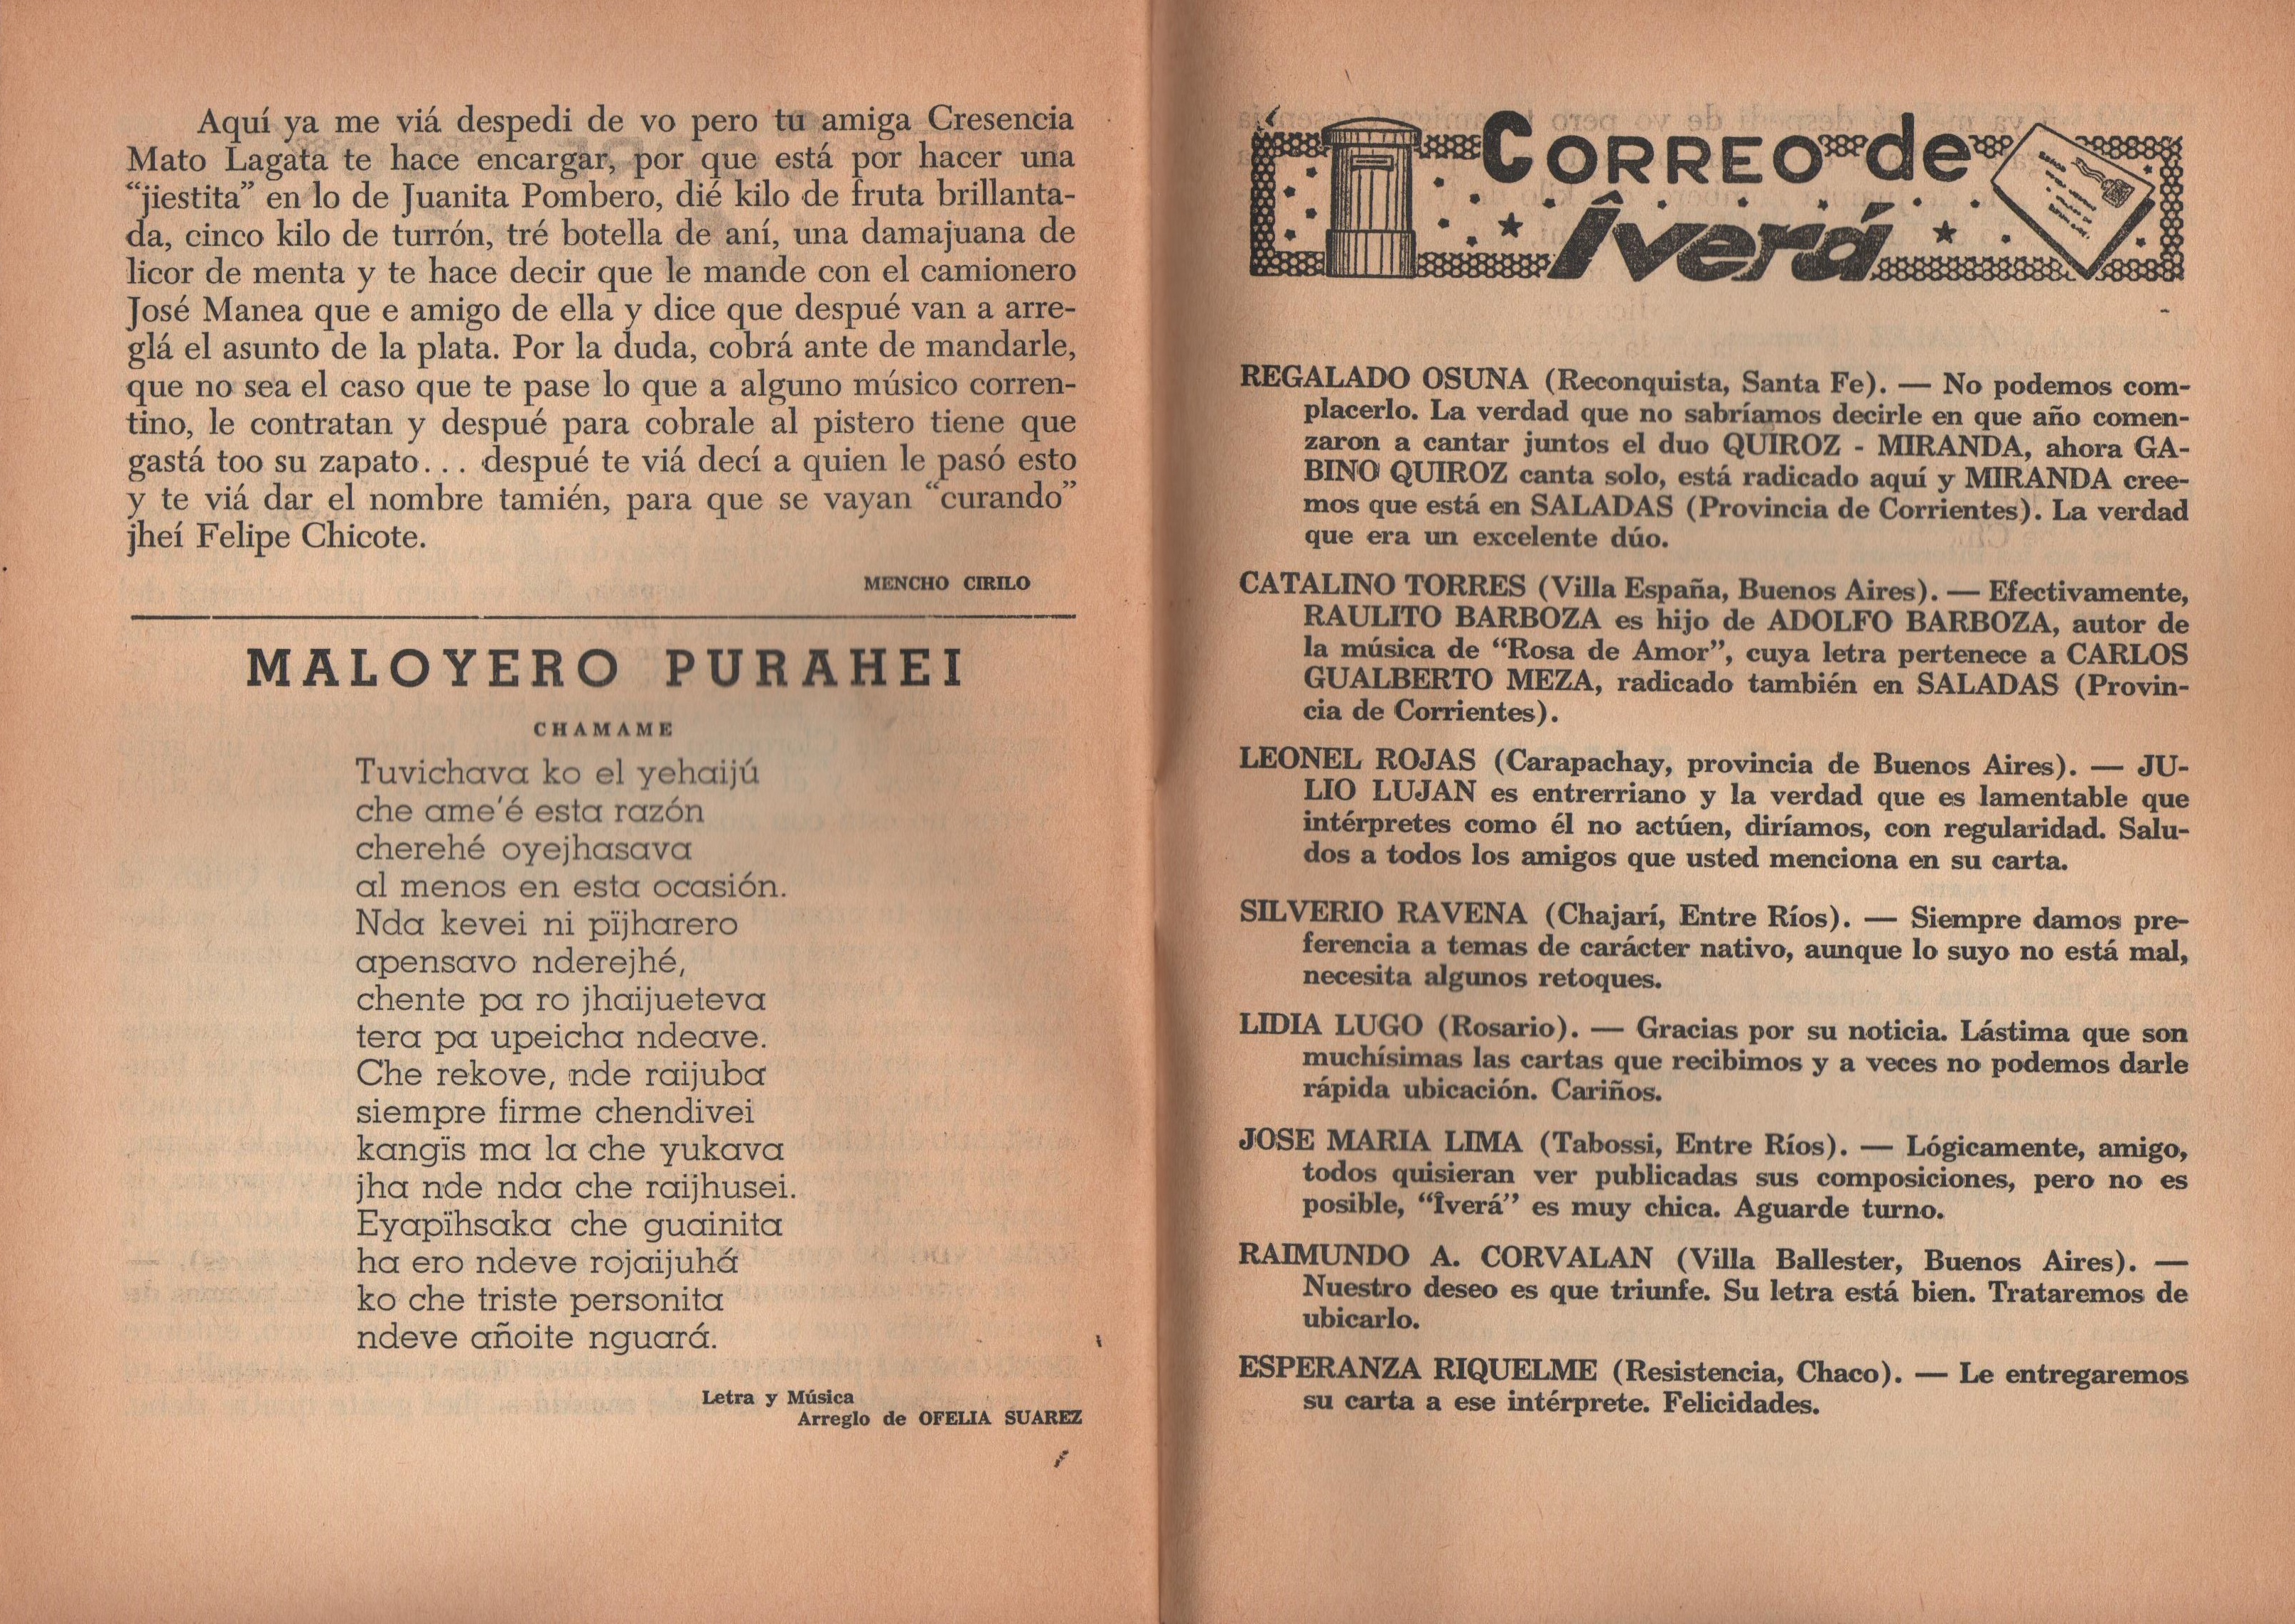 Aquí ya me viá despedi de vo pero tu amiga Cresencia
Mato Lagata te hace encargar, por que está por hacer una
“jiestita” en lo de Juanita Pombero, dié kilo de fruta brillanta-
da, cinco kilo de turrón, tré botella de aní, una damajuana de
licor de menta y te hace decir que le mande con el camionero
José Manea que e amigo de ella y dice que despué van a arre-
glá el asunto de la plata. Por la duda, cobrá ante de mandarle,
que no sea el caso que te pase lo que a alguno músico corren-
tino, le contratan y despué para cobrale al pistero tiene que
gastá too su zapato... despué te viá decí a quien le pasó esto
y te viá dar el nombre tamién, para que se vayan “curando”
jheí Felipe Chicote.
MENCHO CIRILO
MALOYERO PURAHEI
CHAMAME
Tuvichava ko el yehaijú
che ame'é esta razón
cherehé oyejhasava
al menos en esta ocasión.
Nda kevei ni pïjharero
apensavo nderejhé,
chente pa ro jhaijueteva
tera pa upeicha ndeave.
Che rekove, nde raijuba
siempre firme chendivei
kangïs ma la che yukava
jha nde nda che raijhusei.
Eyapïhsaka che guainita
ha ero ndeve rojaijuhá
ko che triste personita
ndeve añoite nguará.
Letra y Música
Arreglo de OFELIA SUAREZ
CORREO de
Îverá
REGALADO OSUNA (Reconquista, Santa Fe). — No podemos com-
placerlo. La verdad que no sabríamos decirle en que año comen-
zaron a cantar juntos el duo QUIROZ - MIRANDA, ahora GA-
BINO QUIROZ canta solo, está radicado aquí y MIRANDA cree-
mos que está en SALADAS (Provincia de Corrientes). La verdad
que era un excelente dúo.
CATALINO TORRES (Villa España, Buenos Aires). — Efectivamente,
RAULITO BARBOZA es hijo de ADOLFO BARBOZA, autor de
la música de “Rosa de Amor”, cuya letra pertenece a CARLOS
GUALBERTO MEZA, radicado también en SALADAS (Provin-
cia de Corrientes).
LEONEL ROJAS (Carapachay, provincia de Buenos Aires). — JU-
LIO LUJAN es entrerriano y la verdad que es lamentable que
intérpretes como él no actúen, diríamos, con regularidad. Salu-
dos a todos los amigos que usted menciona en su carta.
SILVERIO RAVENA (Chajarí, Entre Ríos). — Siempre damos pre-
ferencia a temas de carácter nativo, aunque lo suyo no está mal,
necesita algunos retoques.
LIDIA LUGO (Rosario). — Gracias por su noticia. Lástima que son
muchísimas las cartas que recibimos y a veces no podemos darle
rápida ubicación. Cariños.
JOSE MARIA LIMA (Tabossi, Entre Ríos). — Lógicamente, amigo,
todos quisieran ver publicadas sus composiciones, pero no es
posible, “Îverá” es muy chica. Aguarde turno.
RAIMUNDO A. CORVALAN (Villa Ballester, Buenos Aires). —
Nuestro deseo es que triunfe. Su letra está bien. Trataremos de
ubicarlo.
ESPERANZA RIQUELME (Resistencia, Chaco). — Le entregaremos
su carta a ese intérprete. Felicidades.